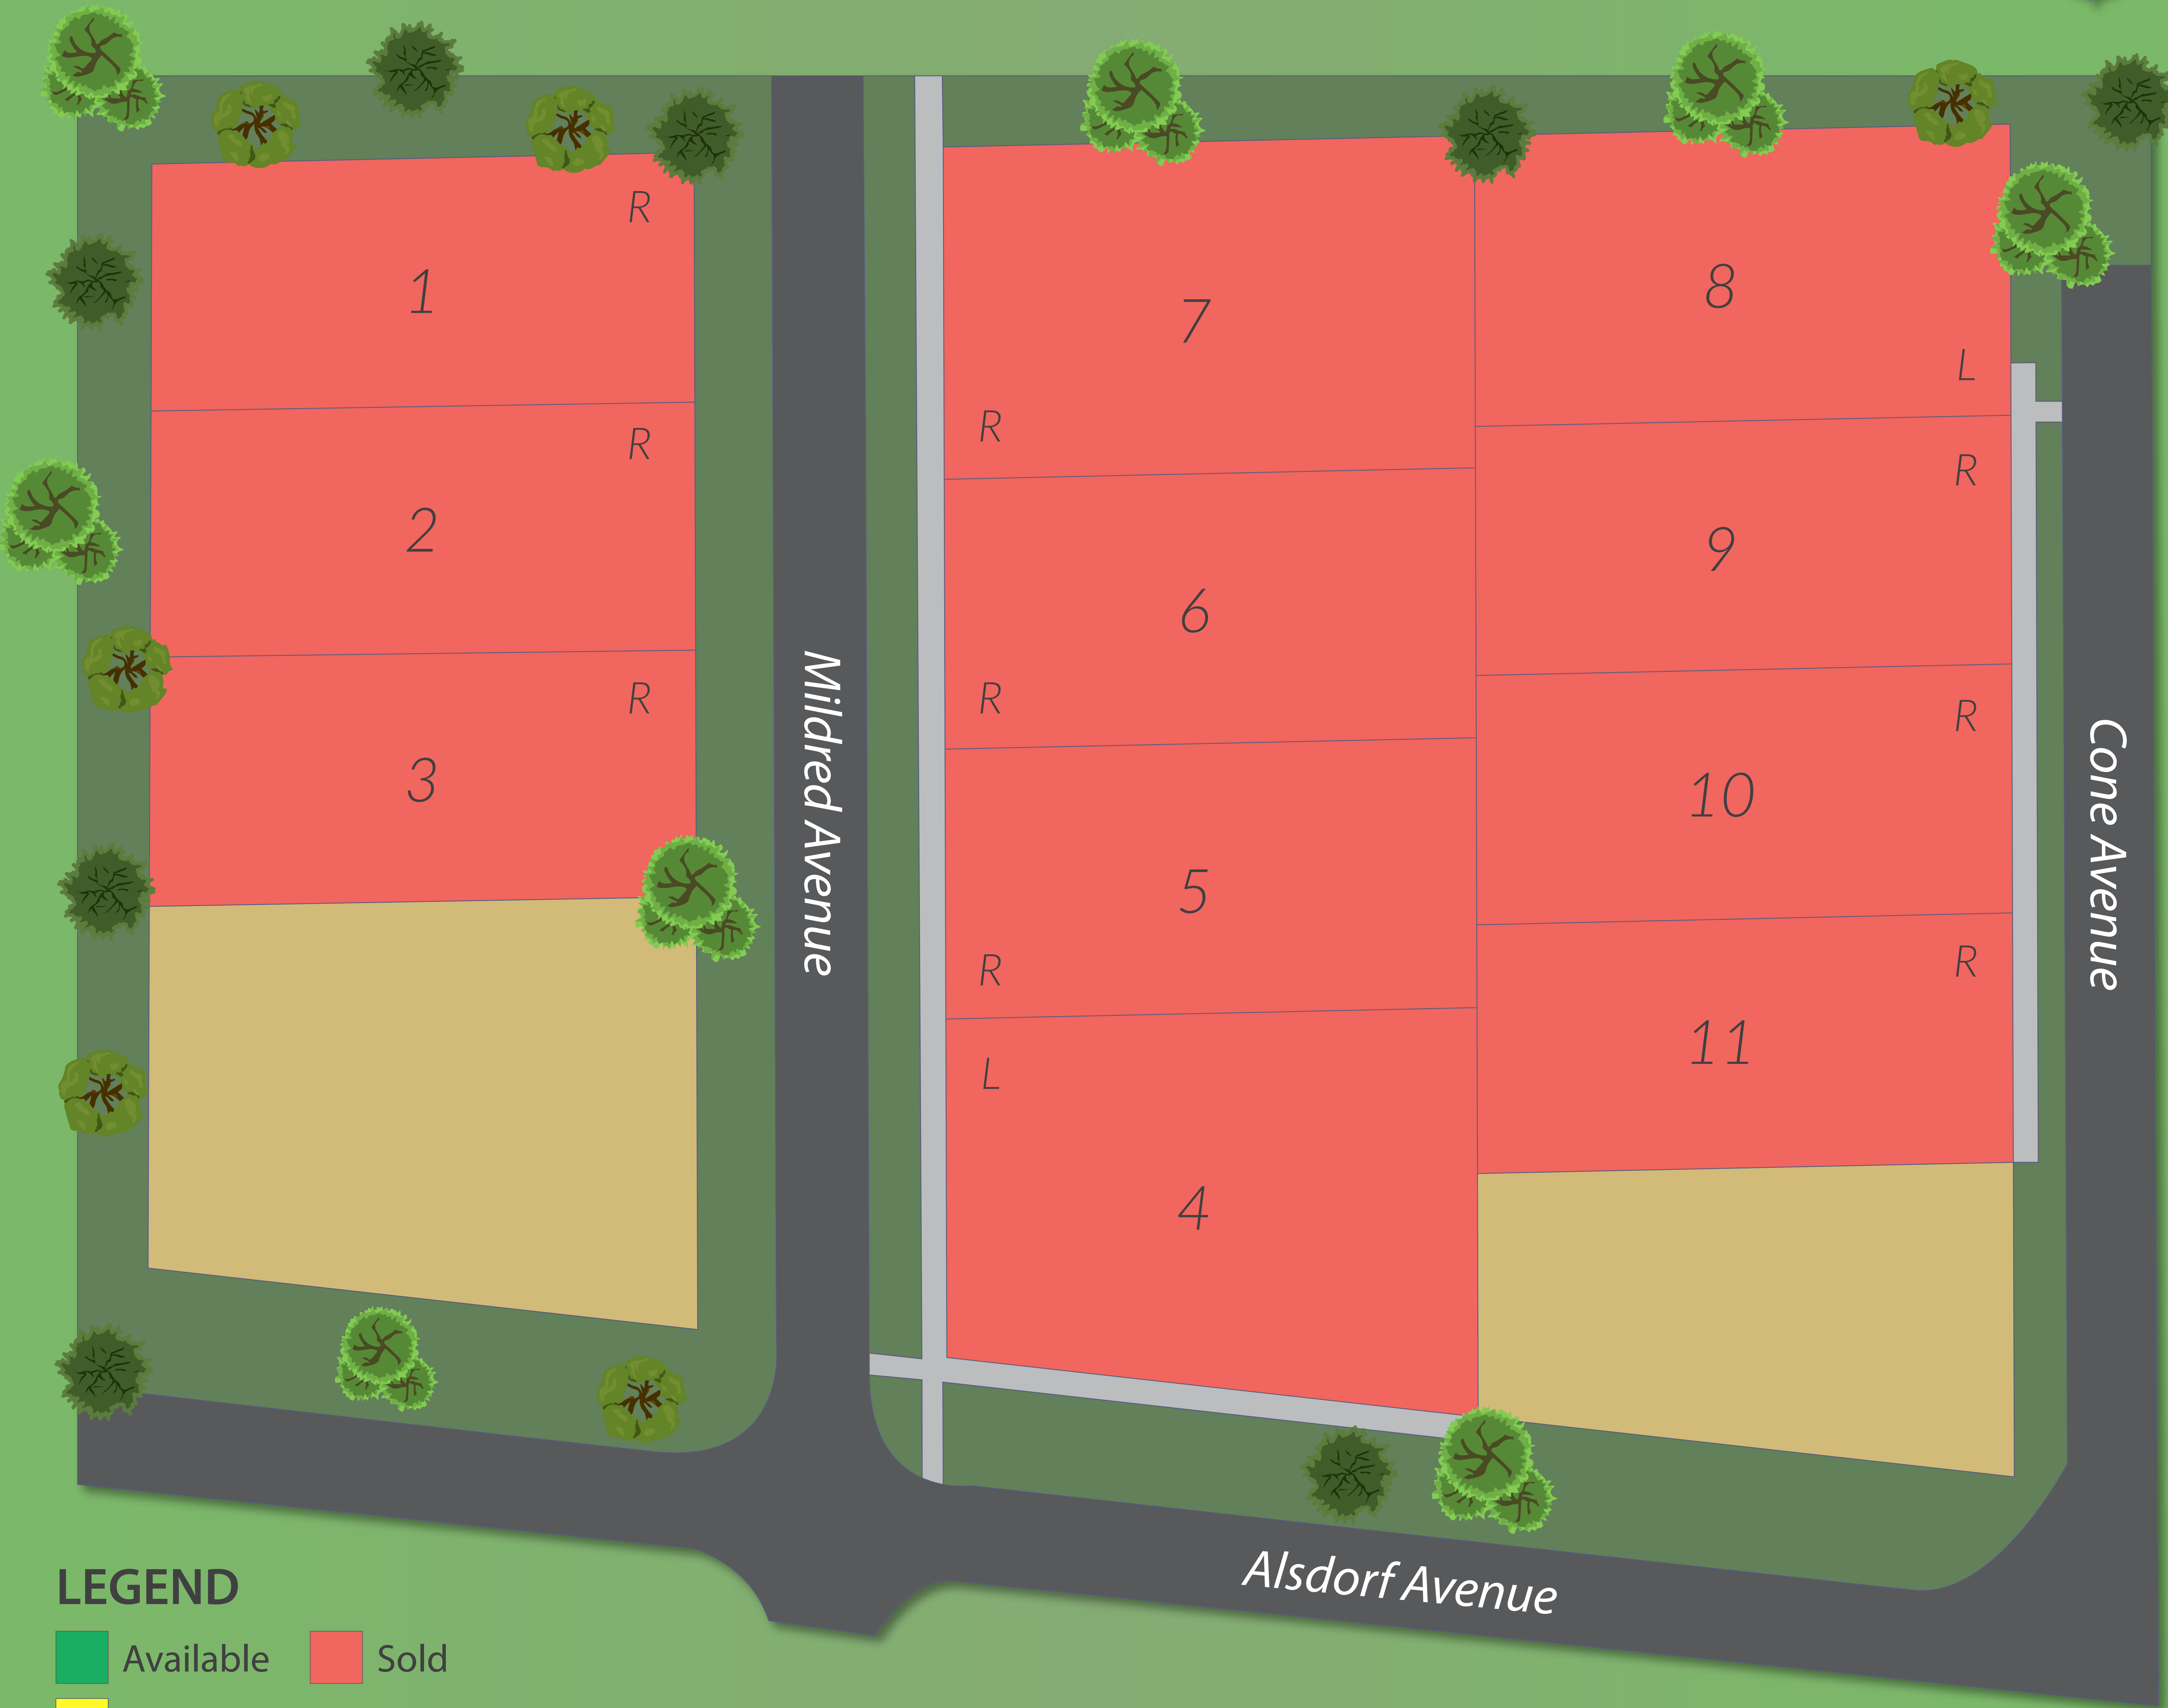 R
1
R
2
R
3
7
R
6
R
5
R
L
4
8
L
R
9
R
10
R
11
Mildred Avenue
Cone Avenue
Alsdorf Avenue
LEGEND
Available
Sold